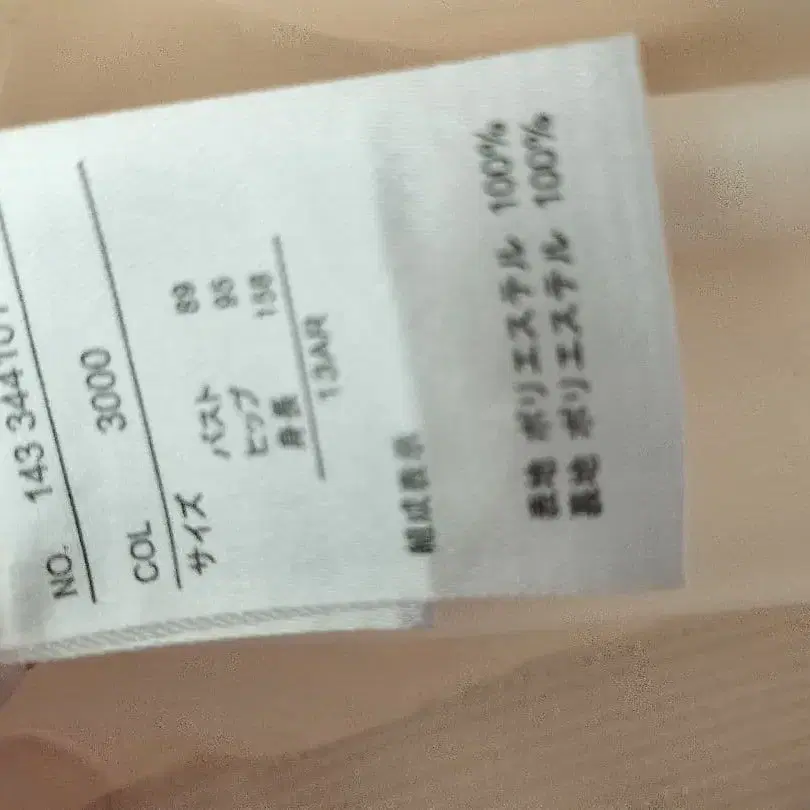 NO. 143 344101
COL 3000
サイズ
バスト 89
ヒップ 95
身長 158
13AR
組成表示
表地 ポリエステル 100%
裏地 ポリエステル 100%